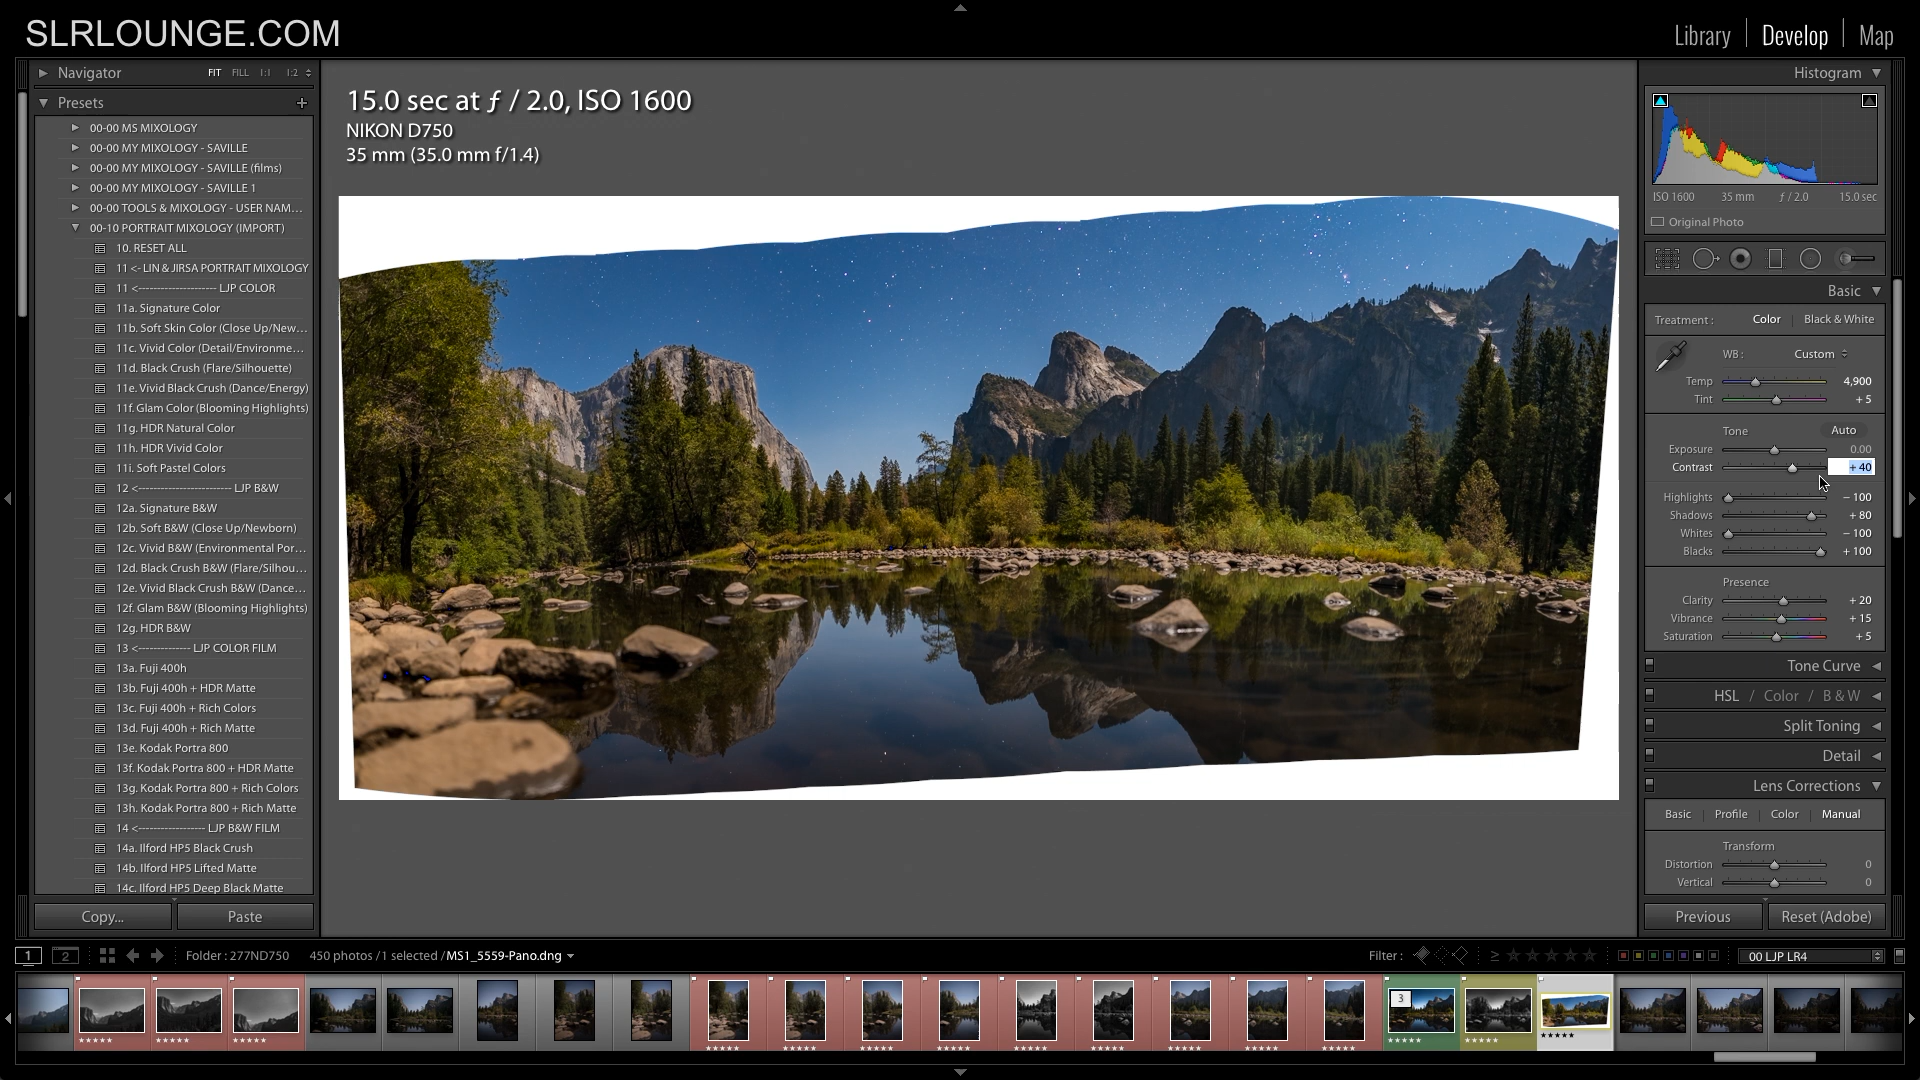 SLRLOUNGE.COM
Library
Develop
Map
Navigator
FIT
FILL
1:1
1:2
Presets
00-00 MS MIXOLOGY
00-00 MY MIXOLOGY - SAVILLE
00-00 MY MIXOLOGY - SAVILLE (films)
00-00 MY MIXOLOGY - SAVILLE 1
00-00 TOOLS & MIXOLOGY - USER NAM...
00-10 PORTRAIT MIXOLOGY (IMPORT)
10. RESET ALL
11 <- LIN & JIRSA PORTRAIT MIXOLOGY
11 <--------------------- LJP COLOR
11a. Signature Color
11b. Soft Skin Color (Close Up/New...
11c. Vivid Color (Detail/Environme...
11d. Black Crush (Flare/Silhouette)
11e. Vivid Black Crush (Dance/Energy)
11f. Glam Color (Blooming Highlights)
11g. HDR Natural Color
11h. HDR Vivid Color
11i. Soft Pastel Colors
12 <------------------------- LJP B&W
12a. Signature B&W
12b. Soft B&W (Close Up/Newborn)
12c. Vivid B&W (Environmental Por...
12d. Black Crush B&W (Flare/Silhou...
12e. Vivid Black Crush B&W (Dance...
12f. Glam B&W (Blooming Highlights)
12g. HDR B&W
13 <-------------- LJP COLOR FILM
13a. Fuji 400h
13b. Fuji 400h + HDR Matte
13c. Fuji 400h + Rich Colors
13d. Fuji 400h + Rich Matte
13e. Kodak Portra 800
13f. Kodak Portra 800 + HDR Matte
13g. Kodak Portra 800 + Rich Colors
13h. Kodak Portra 800 + Rich Matte
14 <------------------ LJP B&W FILM
14a. Ilford HP5 Black Crush
14b. Ilford HP5 Lifted Matte
14c. Ilford HP5 Deep Black Matte
Copy...
Paste
15.0 sec at ƒ / 2.0, ISO 1600
NIKON D750
35 mm (35.0 mm f/1.4)
Histogram
ISO 1600 35 mm ƒ / 2.0 15.0 sec
Original Photo
Basic
Treatment : Color Black & White
WB : Custom
Temp 4,900
Tint + 5
Tone Auto
Exposure 0.00
Contrast + 40
Highlights − 100
Shadows + 80
Whites − 100
Blacks + 100
Presence
Clarity + 20
Vibrance + 15
Saturation + 5
Tone Curve
HSL / Color / B & W
Split Toning
Detail
Lens Corrections
Basic Profile Color Manual
Transform
Distortion 0
Vertical 0
Previous
Reset (Adobe)
1
2
Folder : 277ND750
450 photos / 1 selected / MS1_5559-Pano.dng
Filter :
≥
00 LJP LR4
3